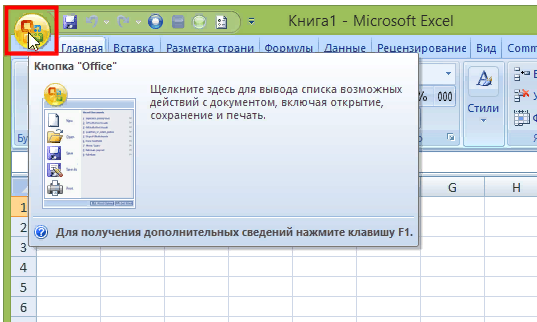 Книга1 - Microsoft Excel
Главная Вставка Разметка страни Формулы Данные Рецензирование Вид Comm
Кнопка "Office"
Щелкните здесь для вывода списка возможных
действий с документом, включая открытие,
сохранение и печать.
Для получения дополнительных сведений нажмите клавишу F1.
% 000
Стили
Бу
G H
1
2
3
4
5
6